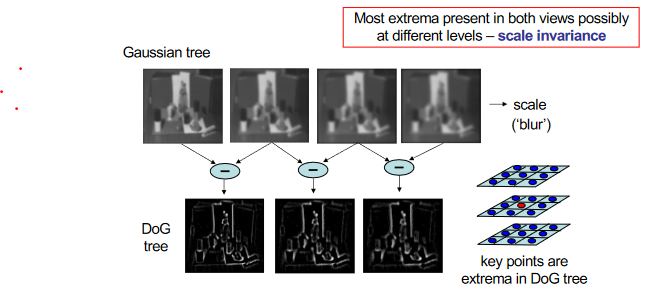 Most extrema present in both views possibly
at different levels – scale invariance
Gaussian tree
scale
('blur')
– – –
DoG
tree
key points are
extrema in DoG tree